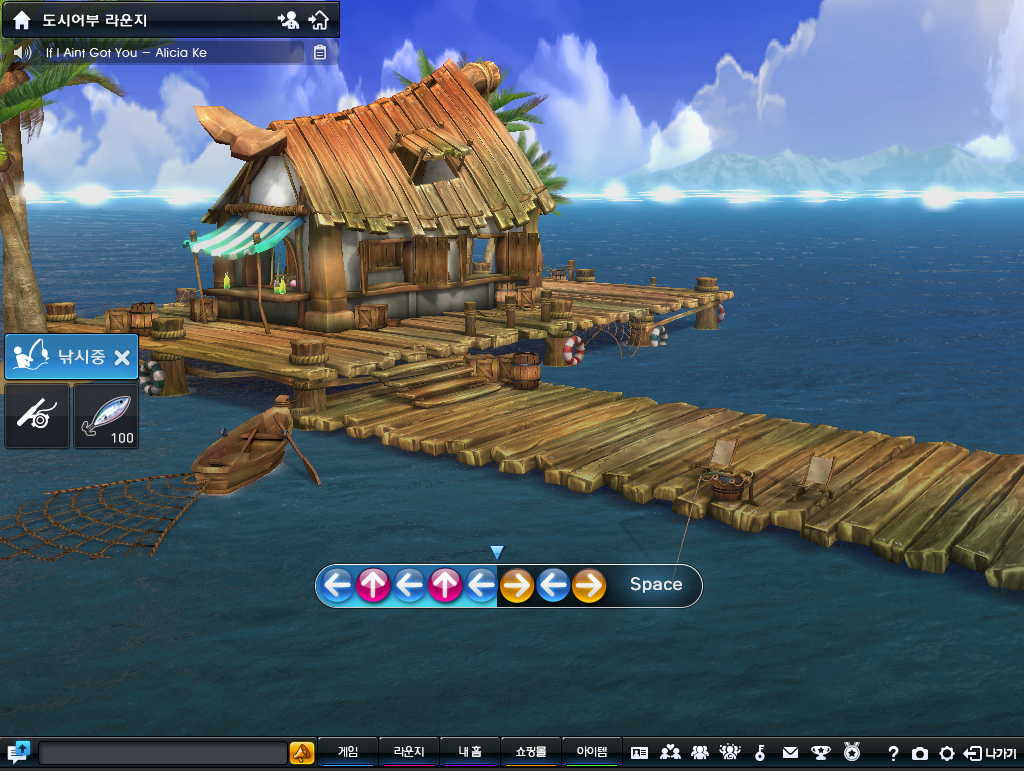 도시어부 라운지
If I Aint Got You – Alicia Ke
낚시중
100
Space
게임 라운지 내 홈 쇼핑몰 아이템 ? 나가기